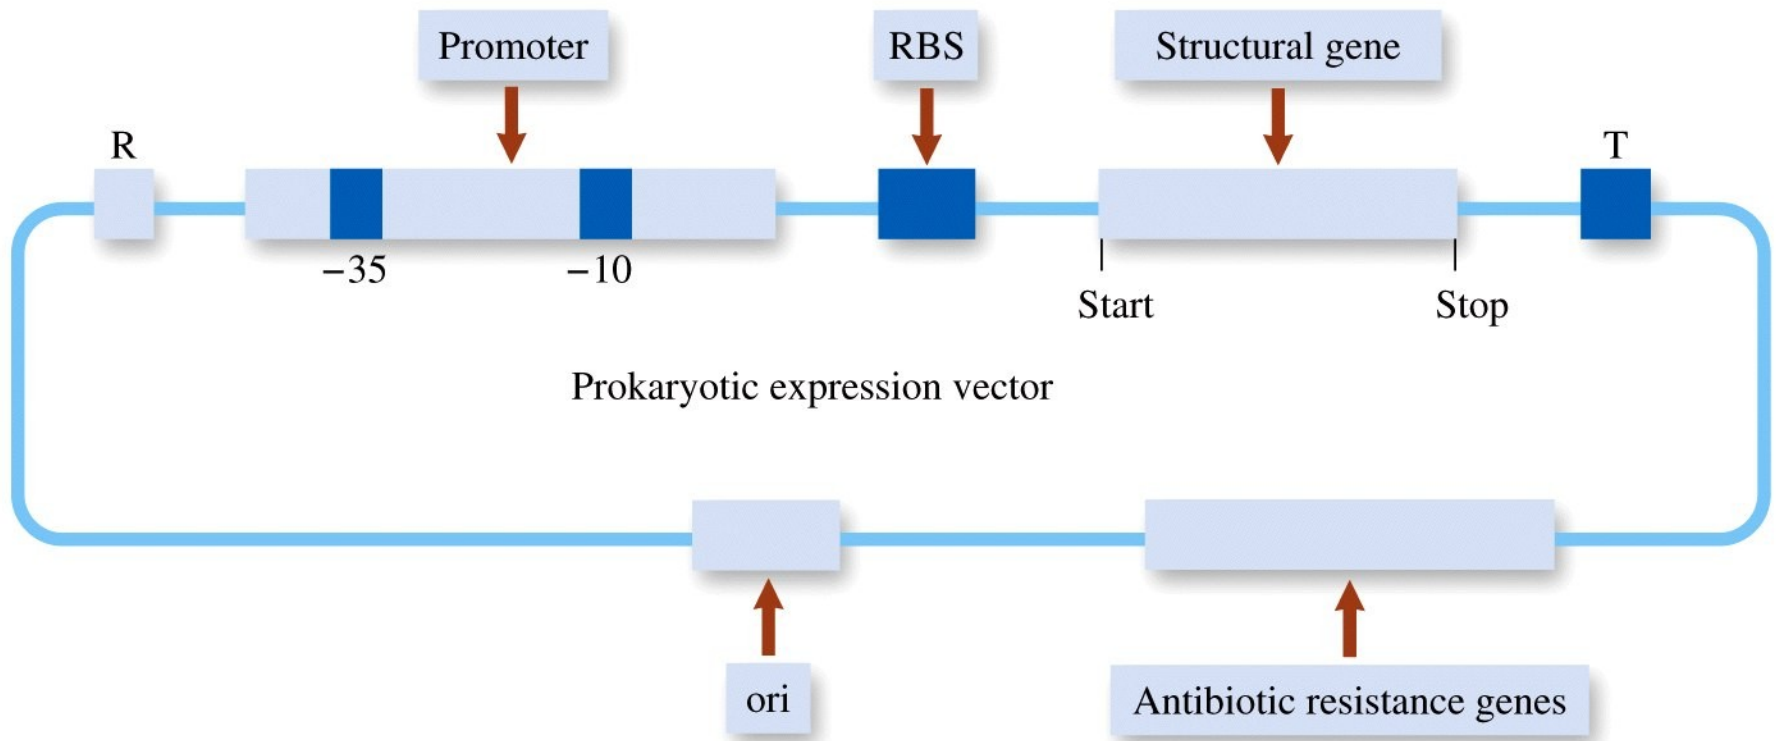 Promoter
RBS
Structural gene
R
T
−35
−10
Start
Stop
Prokaryotic expression vector
ori
Antibiotic resistance genes